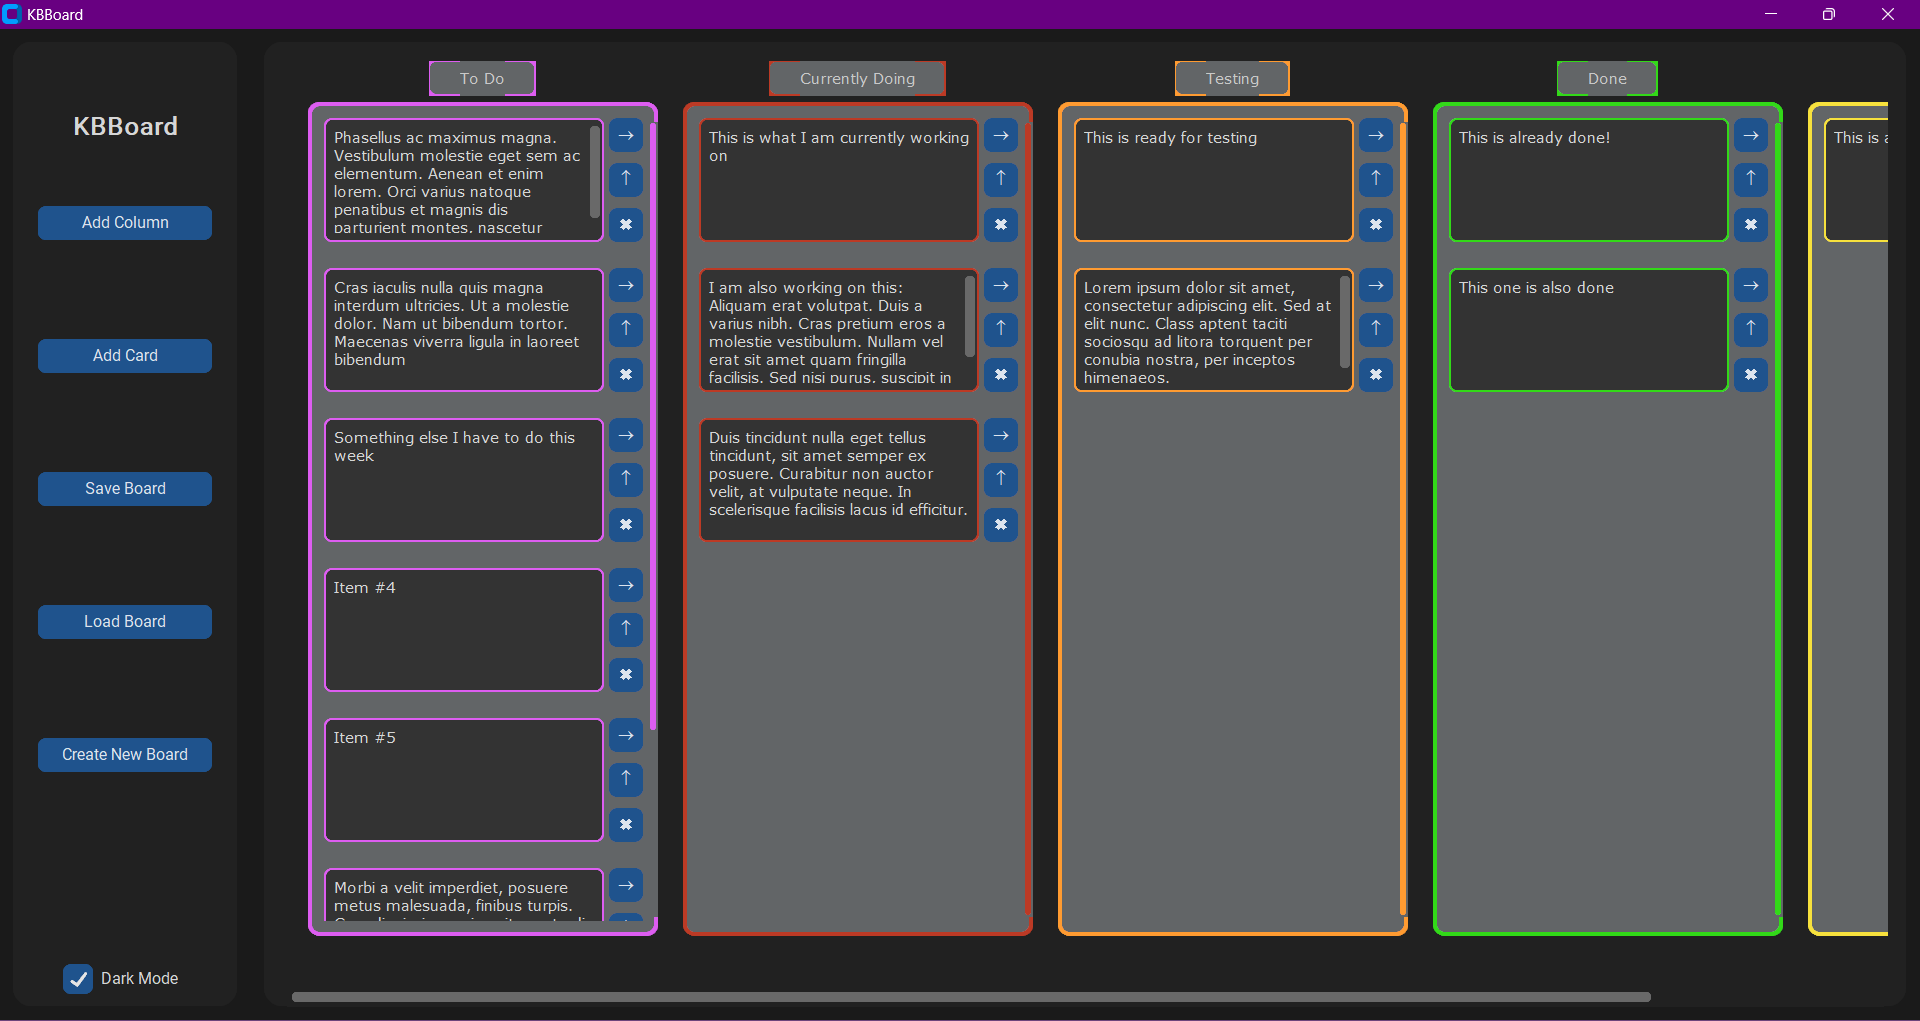 KBBoard
KBBoard
Add Column
Add Card
Save Board
Load Board
Create New Board
Dark Mode
To Do
Phasellus ac maximus magna.
Vestibulum molestie eget sem ac
elementum. Aenean et enim
lorem. Orci varius natoque
penatibus et magnis dis
parturient montes, nascetur
Cras iaculis nulla quis magna
interdum ultricies. Ut a molestie
dolor. Nam ut bibendum tortor.
Maecenas viverra ligula in laoreet
bibendum
Something else I have to do this
week
Item #4
Item #5
Morbi a velit imperdiet, posuere
metus malesuada, finibus turpis.
Currently Doing
This is what I am currently working
on
I am also working on this:
Aliquam erat volutpat. Duis a
varius nibh. Cras pretium eros a
molestie vestibulum. Nullam vel
erat sit amet quam fringilla
facilisis. Sed nisi purus, suscipit in
Duis tincidunt nulla eget tellus
tincidunt, sit amet semper ex
posuere. Curabitur non auctor
velit, at vulputate neque. In
scelerisque facilisis lacus id efficitur.
Testing
This is ready for testing
Lorem ipsum dolor sit amet,
consectetur adipiscing elit. Sed at
elit nunc. Class aptent taciti
sociosqu ad litora torquent per
conubia nostra, per inceptos
himenaeos.
Done
This is already done!
This one is also done
This is